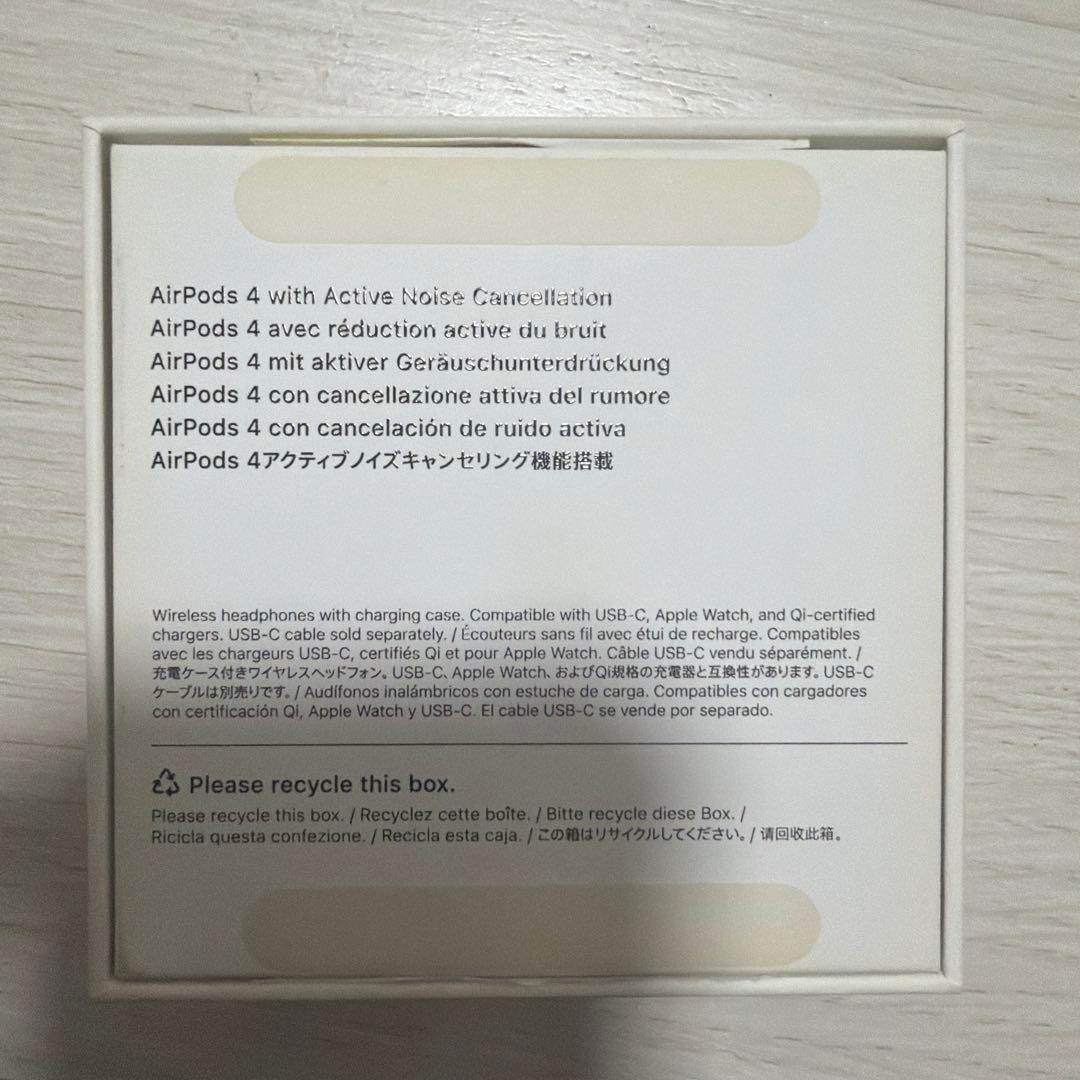 AirPods 4 with Active Noise Cancellation
AirPods 4 avec réduction active du bruit
AirPods 4 mit aktiver Geräuschunterdrückung
AirPods 4 con cancellazione attiva del rumore
AirPods 4 con cancelación de ruido activa
AirPods 4アクティブノイズキャンセリング機能搭載
Wireless headphones with charging case. Compatible with USB-C, Apple Watch, and Qi-certified
chargers. USB-C cable sold separately. / Écouteurs sans fil avec étui de recharge. Compatibles
avec les chargeurs USB-C, certifiés Qi et pour Apple Watch. Câble USB-C vendu séparément. /
充電ケース付きワイヤレスヘッドフォン。USB-C、Apple Watch、およびQi規格の充電器と互換性があります。USB-C
ケーブルは別売りです。/ Audífonos inalámbricos con estuche de carga. Compatibles con cargadores
con certificación Qi, Apple Watch y USB-C. El cable USB-C se vende por separado.
Please recycle this box.
Please recycle this box. / Recyclez cette boîte. / Bitte recycle diese Box. /
Ricicla questa confezione. / Recicla esta caja. / この箱はリサイクルしてください。/ 请回收此箱。